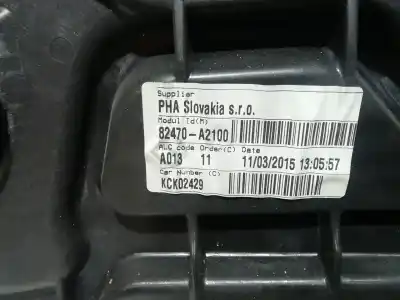 Supplier
PHA Slovakia s.r.o.
Modul Id(M)
82470-A2100
ALC code Order(C) Date
A013 11 11/03/2015 13:05:57
Car Number (C)
KCK02429